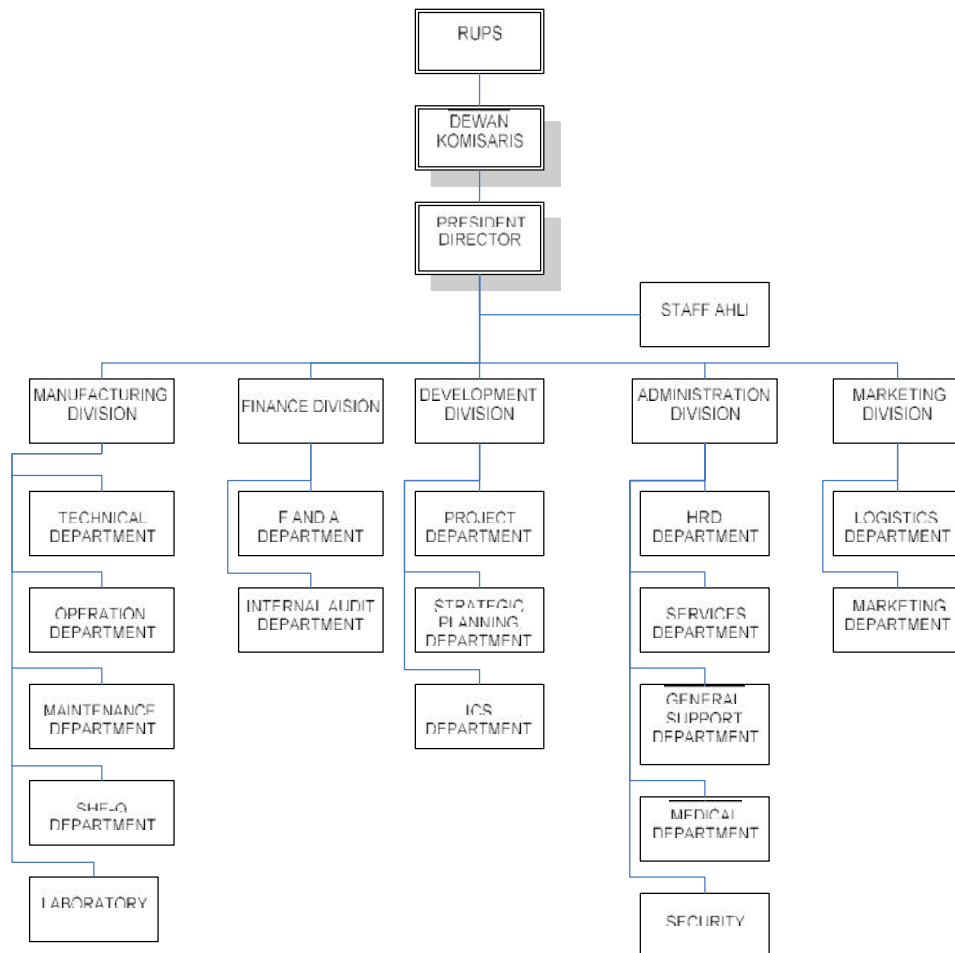 RUPS
DEWAN
KOMISARIS
PRESIDENT
DIRECTOR
STAFF AHLI
MANUFACTURING
DIVISION
FINANCE DIVISION
DEVELOPMENT
DIVISION
ADMINISTRATION
DIVISION
MARKETING
DIVISION
TECHNICAL
DEPARTMENT
F AND A
DEPARTMENT
PROJECT
DEPARTMENT
HRD
DEPARTMENT
LOGISTICS
DEPARTMENT
OPERATION
DEPARTMENT
INTERNAL AUDIT
DEPARTMENT
STRATEGIC
PLANNING
DEPARTMENT
SERVICES
DEPARTMENT
MARKETING
DEPARTMENT
MAINTENANCE
DEPARTMENT
ICS
DEPARTMENT
GENERAL
SUPPORT
DEPARTMENT
SHE-Q
DEPARTMENT
MEDICAL
DEPARTMENT
LABORATORY
SECURITY